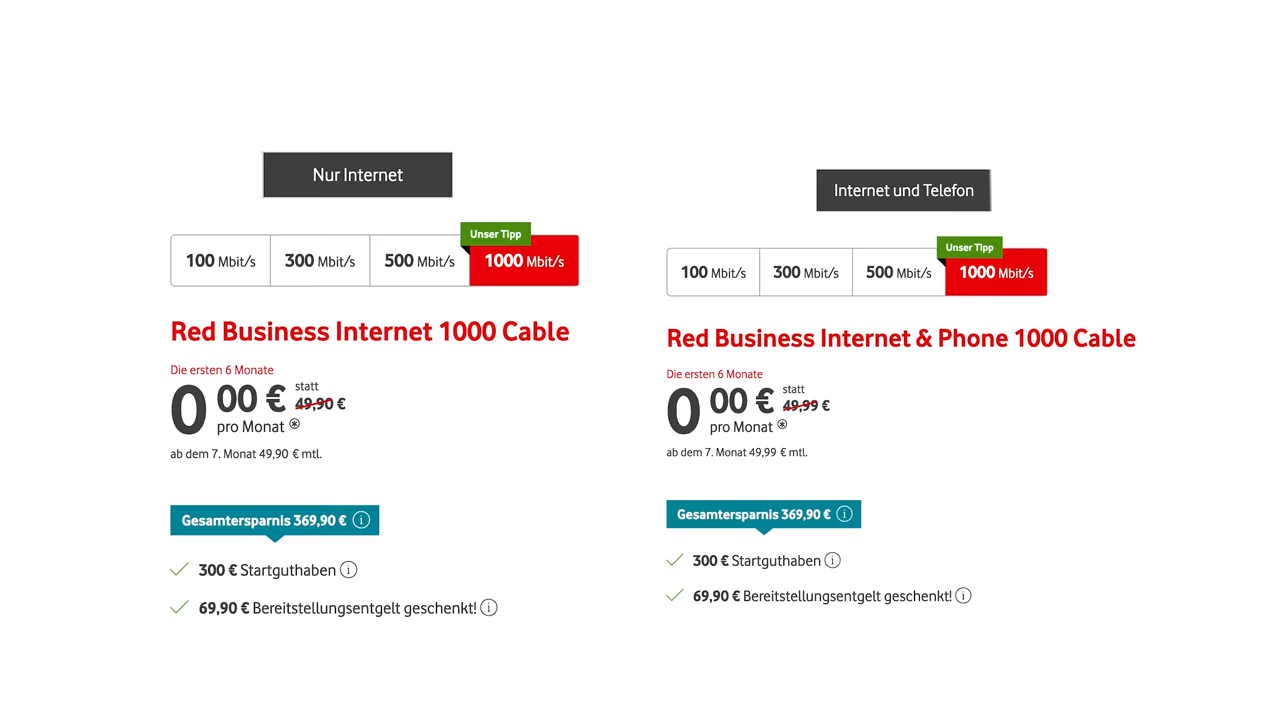 Nur Internet
Unser Tipp
100 Mbit/s 300 Mbit/s 500 Mbit/s 1000 Mbit/s
Red Business Internet 1000 Cable
Die ersten 6 Monate
0 00 € statt
49,90 €
pro Monat ⊛
ab dem 7. Monat 49,90 € mtl.
Gesamtersparnis 369,90 € i
300 € Startguthaben i
69,90 € Bereitstellungsentgelt geschenkt! i
Internet und Telefon
Unser Tipp
100 Mbit/s 300 Mbit/s 500 Mbit/s 1000 Mbit/s
Red Business Internet & Phone 1000 Cable
Die ersten 6 Monate
0 00 € statt
49,99 €
pro Monat ⊛
ab dem 7. Monat 49,99 € mtl.
Gesamtersparnis 369,90 € i
300 € Startguthaben i
69,90 € Bereitstellungsentgelt geschenkt! i